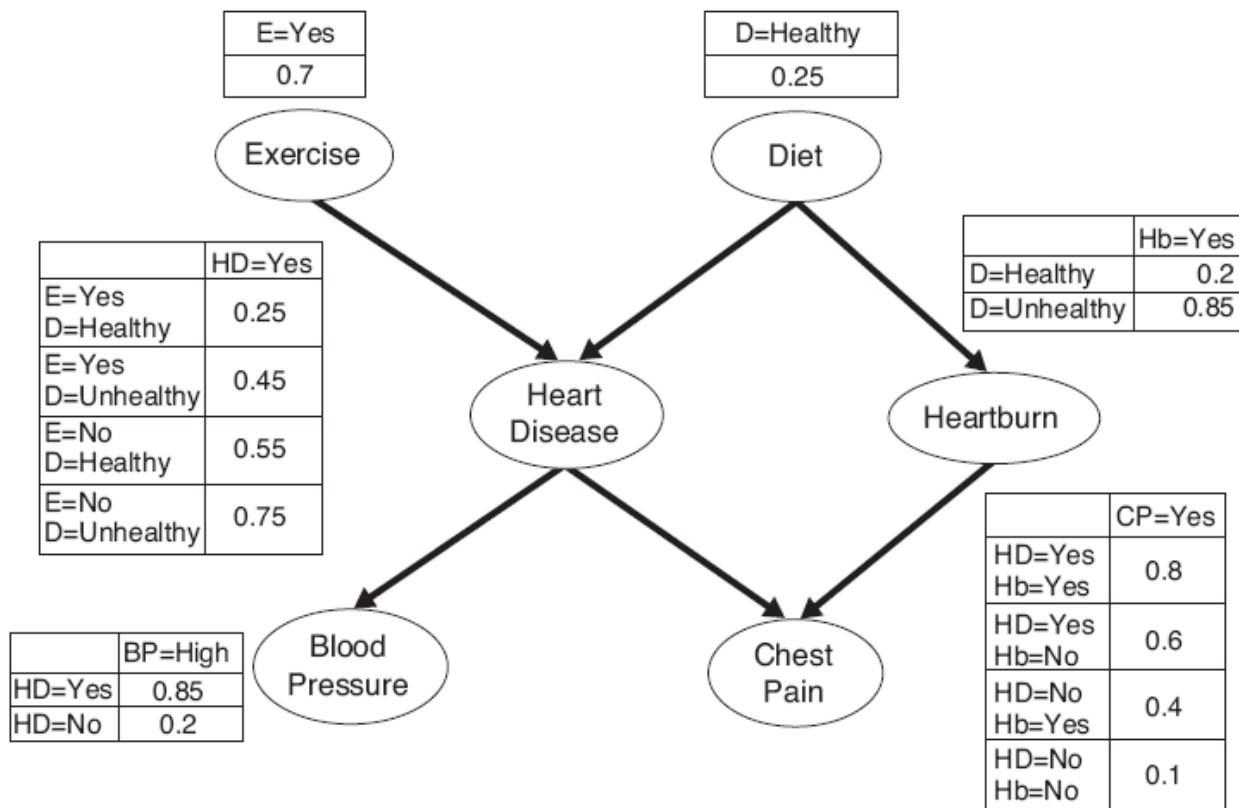 E=Yes
0.7
D=Healthy
0.25
Exercise
Diet
Hb=Yes
D=Healthy 0.2
D=Unhealthy 0.85
HD=Yes
E=Yes
D=Healthy
0.25
E=Yes
D=Unhealthy
0.45
E=No
D=Healthy
0.55
E=No
D=Unhealthy
0.75
Heart
Disease
Heartburn
CP=Yes
HD=Yes
Hb=Yes
0.8
HD=Yes
Hb=No
0.6
HD=No
Hb=Yes
0.4
HD=No
Hb=No
0.1
BP=High
HD=Yes 0.85
HD=No 0.2
Blood
Pressure
Chest
Pain